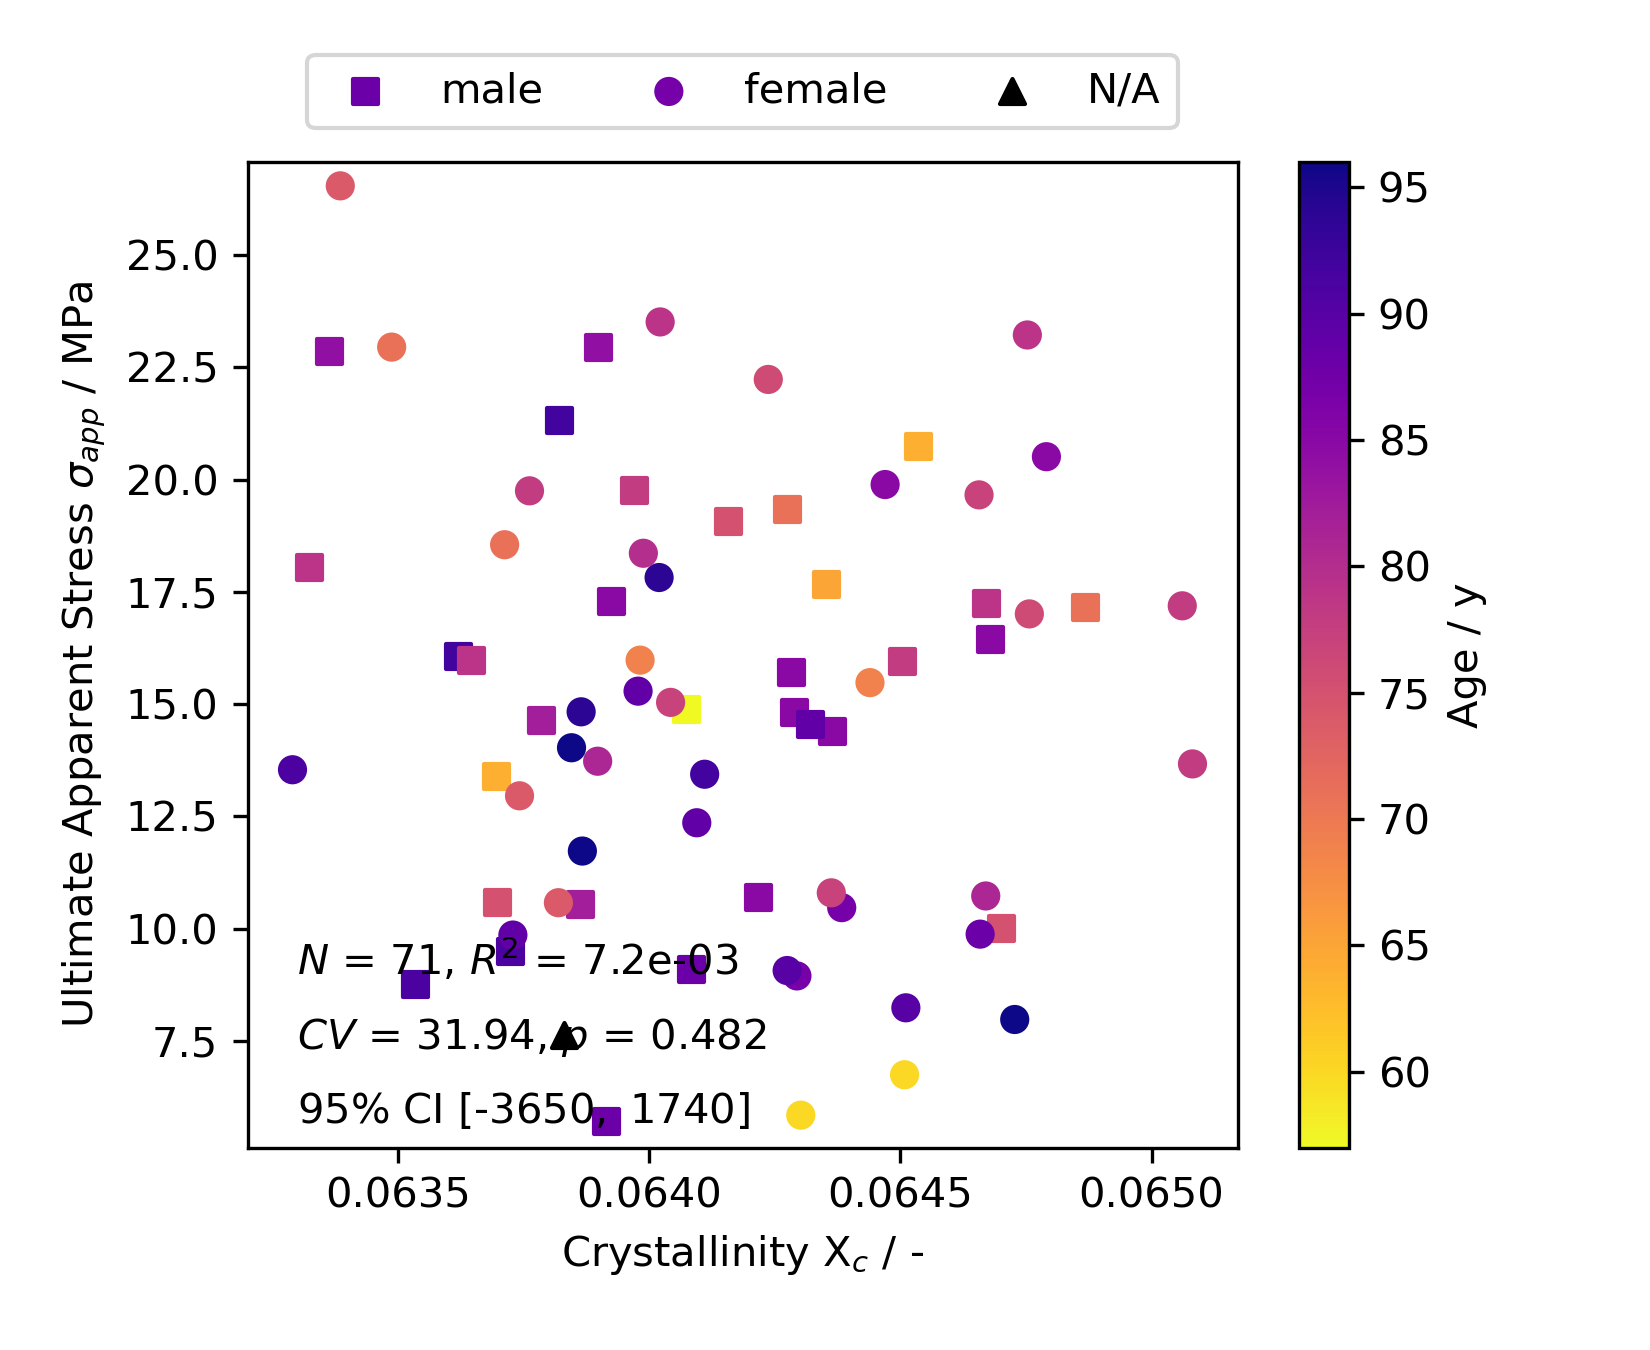 male female N/A
25.0
22.5
20.0
17.5
15.0
12.5
10.0
7.5
Ultimate Apparent Stress σapp / MPa
N = 71, R² = 7.2e-03
CV = 31.94, p = 0.482
95% CI [-3650, 1740]
0.0635 0.0640 0.0645 0.0650
Crystallinity Xc / -
95
90
85
80
75
70
65
60
Age / y